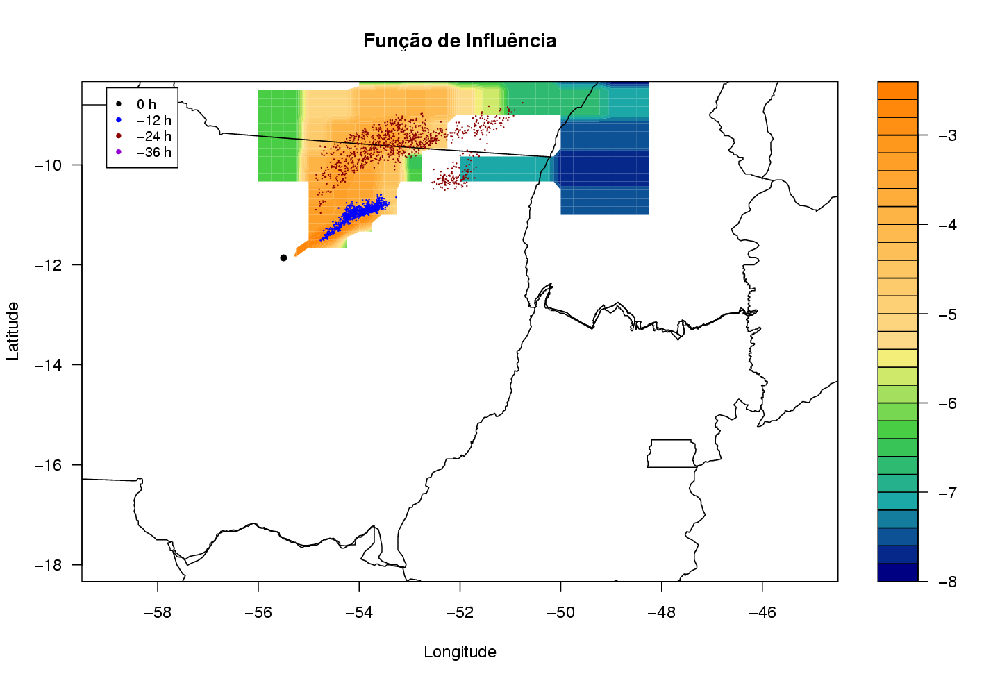 Função de Influência
0 h
−12 h
−24 h
−36 h
−10
−12
−14
−16
−18
Latitude
−58
−56
−54
−52
−50
−48
−46
Longitude
−3
−4
−5
−6
−7
−8